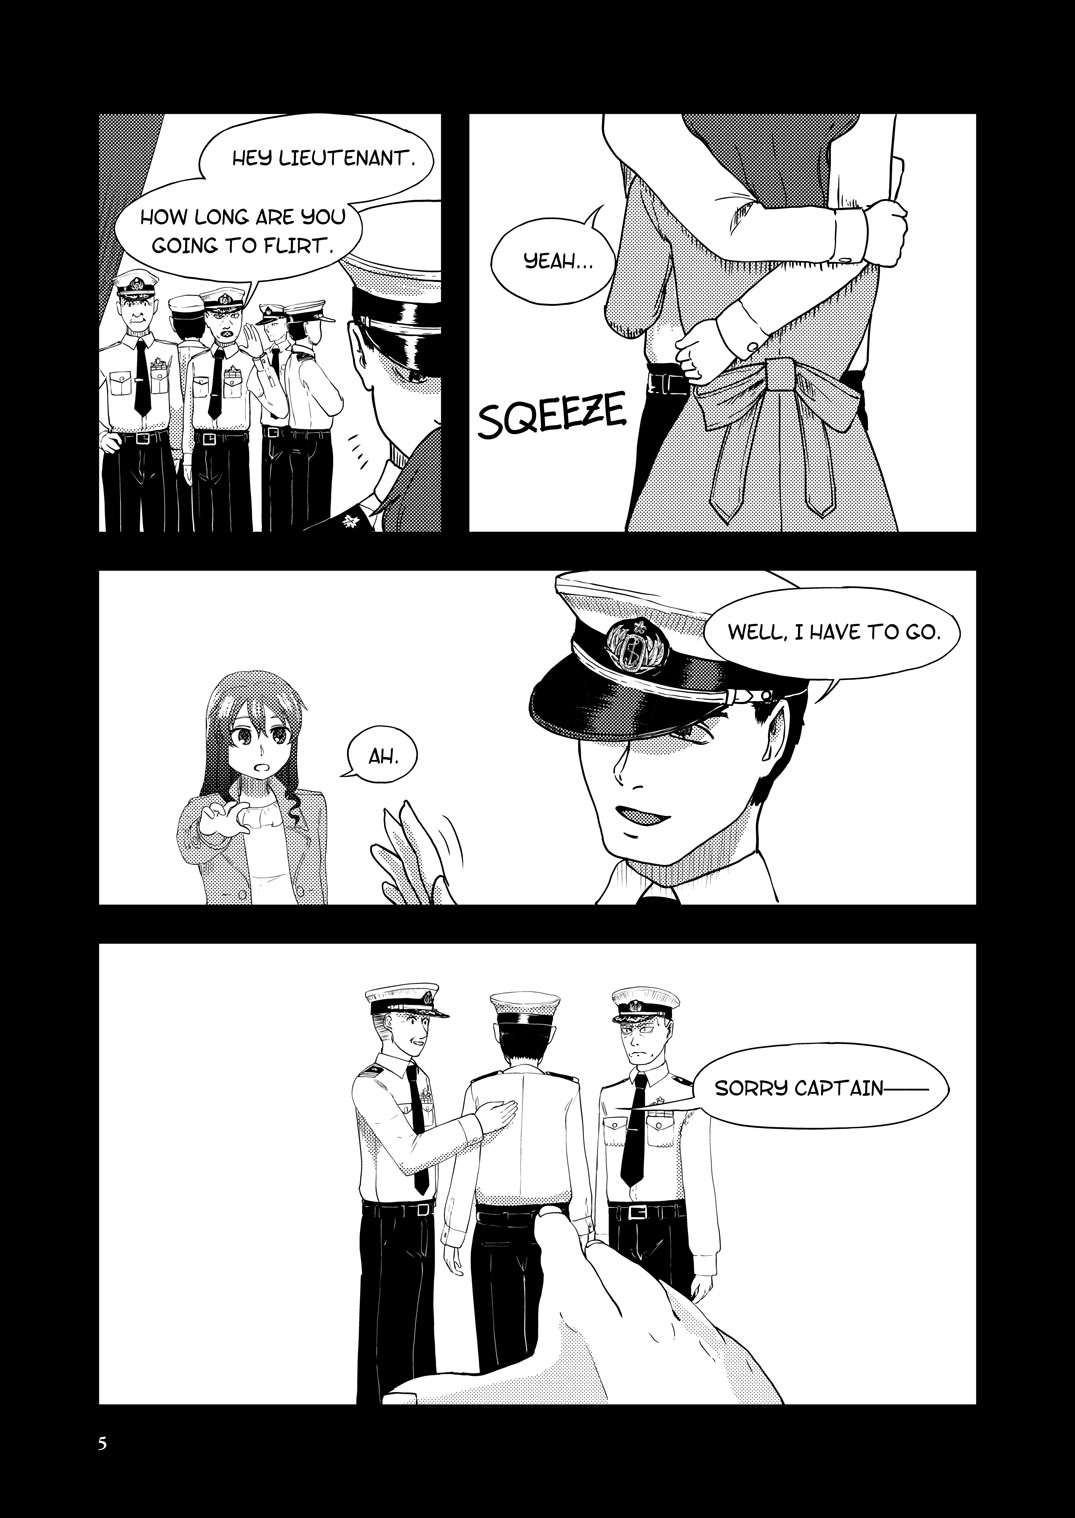 HEY LIEUTENANT.
HOW LONG ARE YOU
GOING TO FLIRT.
YEAH...
SQEEZE
WELL, I HAVE TO GO.
AH.
SORRY CAPTAIN——
5